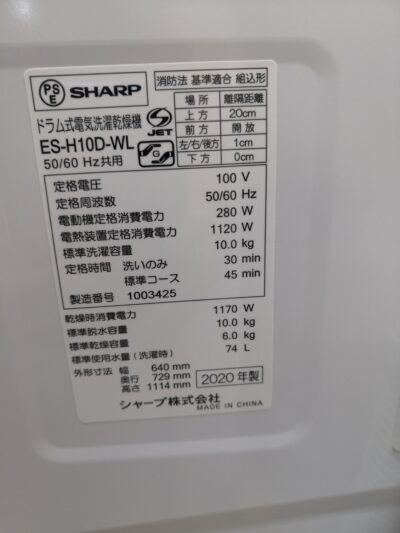 PSE SHARP
消防法 基準適合 組込形
場所 離隔距離
上方 20cm
前方 開放
左/右/後方 1cm
下方 0cm
ドラム式電気洗濯乾燥機
ES-H10D-WL
50/60 Hz共用
S-JET
定格電圧 100 V
定格周波数 50/60 Hz
電動機定格消費電力 280 W
電熱装置定格消費電力 1120 W
標準洗濯容量 10.0 kg
定格時間 洗いのみ 30 min
標準コース 45 min
製造番号 1003425
乾燥時消費電力 1170 W
標準脱水容量 10.0 kg
標準乾燥容量 6.0 kg
標準使用水量(洗濯時) 74 L
外形寸法 幅 640 mm
奥行 729 mm
高さ 1114 mm
2020年製
シャープ株式会社
MADE IN CHINA